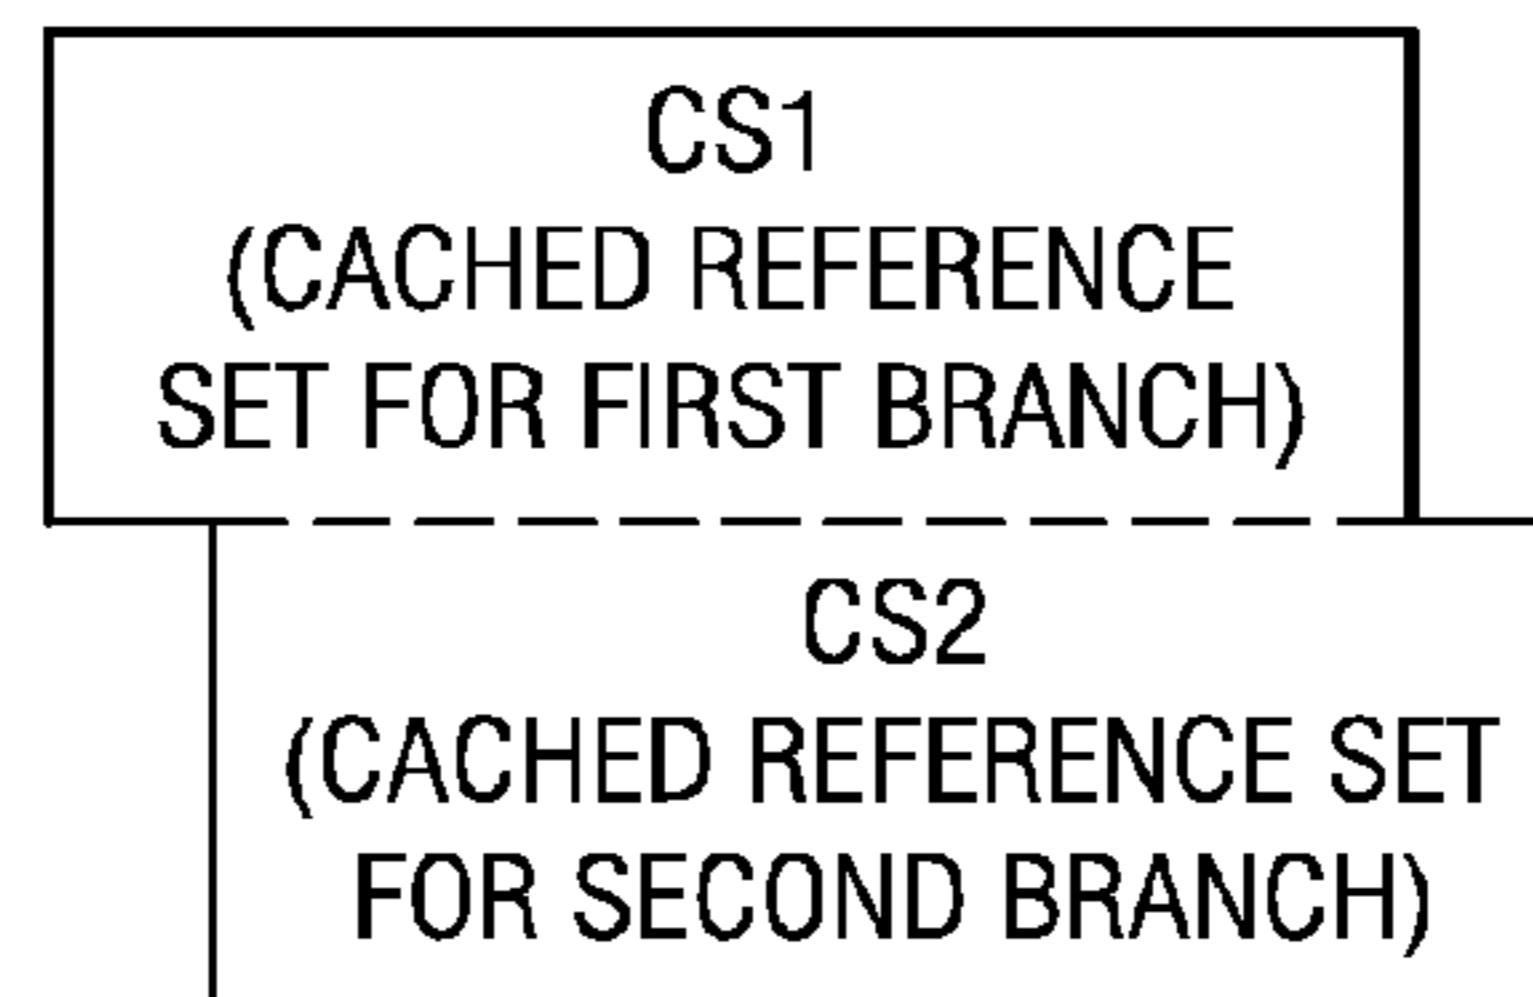 CS1
(CACHED REFERENCE
SET FOR FIRST BRANCH)
CS2
(CACHED REFERENCE SET
FOR SECOND BRANCH)